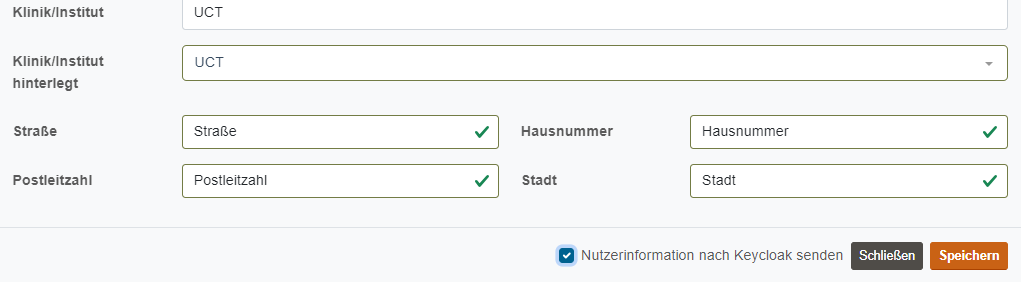 Klinik/Institut UCT
Klinik/Institut hinterlegt UCT
Straße Straße Hausnummer Hausnummer
Postleitzahl Postleitzahl Stadt Stadt
Nutzerinformation nach Keycloak senden Schließen Speichern